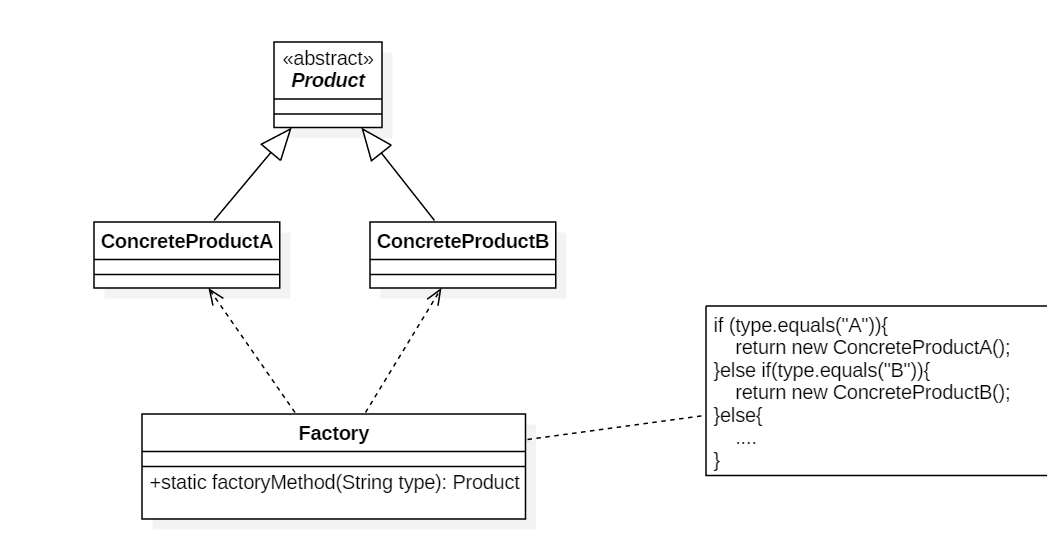 «abstract»
Product
ConcreteProductA
ConcreteProductB
if (type.equals("A")){
return new ConcreteProductA();
}else if(type.equals("B")){
return new ConcreteProductB();
}else{
....
}
Factory
+static factoryMethod(String type): Product